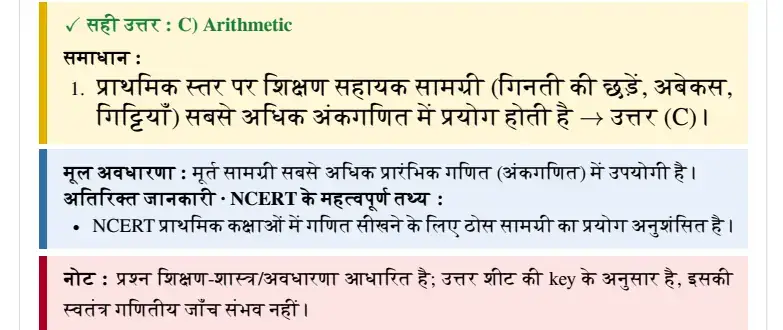 ✓ सही उत्तर : C) Arithmetic
समाधान :
1. प्राथमिक स्तर पर शिक्षण सहायक सामग्री (गिनती की छड़ें, अबेकस,
गिट्टियाँ) सबसे अधिक अंकगणित में प्रयोग होती है → उत्तर (C)।
मूल अवधारणा : मूर्त सामग्री सबसे अधिक प्रारंभिक गणित (अंकगणित) में उपयोगी है।
अतिरिक्त जानकारी · NCERT के महत्वपूर्ण तथ्य :
• NCERT प्राथमिक कक्षाओं में गणित सीखने के लिए ठोस सामग्री का प्रयोग अनुशंसित है।
नोट : प्रश्न शिक्षण-शास्त्र/अवधारणा आधारित है; उत्तर शीट की key के अनुसार है, इसकी
स्वतंत्र गणितीय जाँच संभव नहीं।